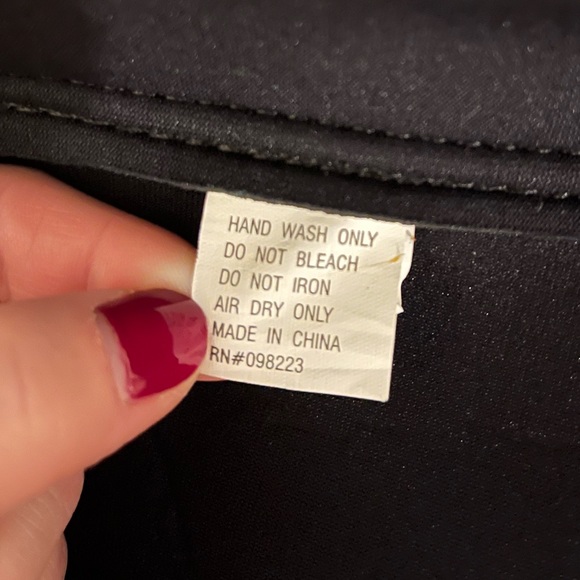 HAND WASH ONLY
DO NOT BLEACH
DO NOT IRON
AIR DRY ONLY
MADE IN CHINA
RN#098223